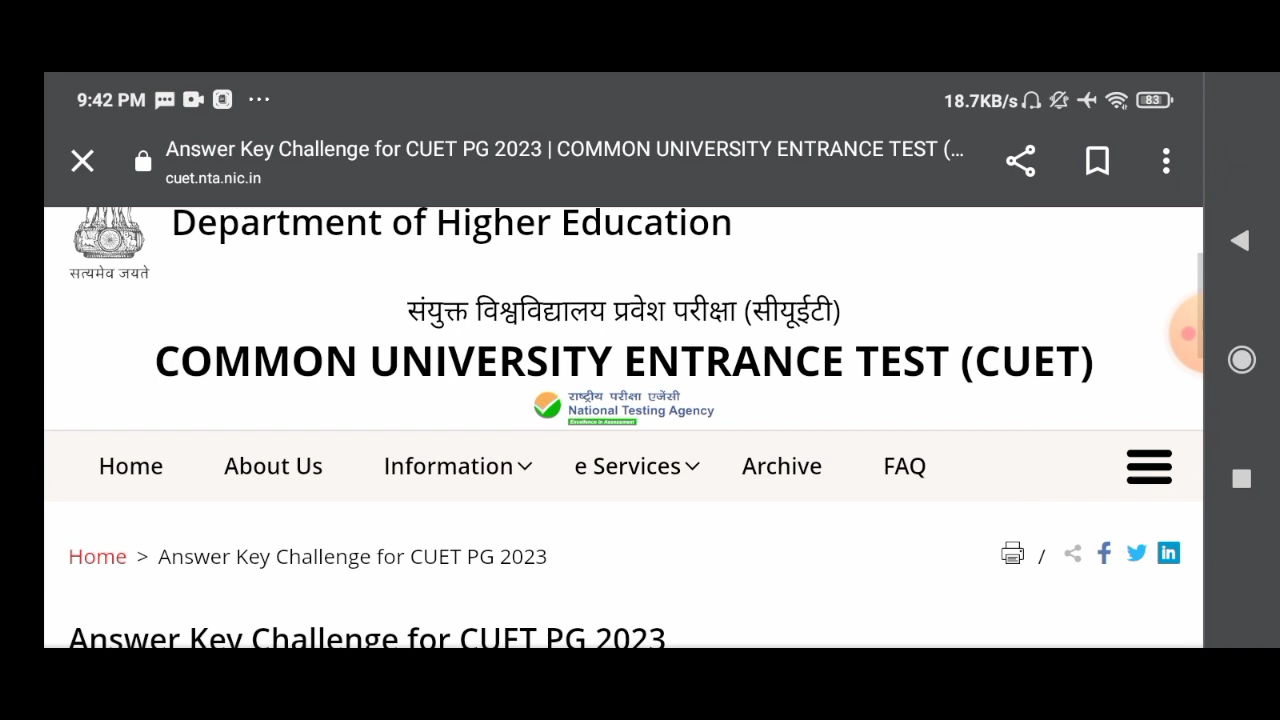 9:42 PM
18.7KB/s
83
Answer Key Challenge for CUET PG 2023 | COMMON UNIVERSITY ENTRANCE TEST (...
cuet.nta.nic.in
Department of Higher Education
सत्यमेव जयते
संयुक्त विश्वविद्यालय प्रवेश परीक्षा (सीयूईटी)
COMMON UNIVERSITY ENTRANCE TEST (CUET)
राष्ट्रीय परीक्षा एजेंसी
National Testing Agency
Excellence in Assessment
Home About Us Information e Services Archive FAQ
Home > Answer Key Challenge for CUET PG 2023
/
Answer Key Challenge for CUET PG 2023